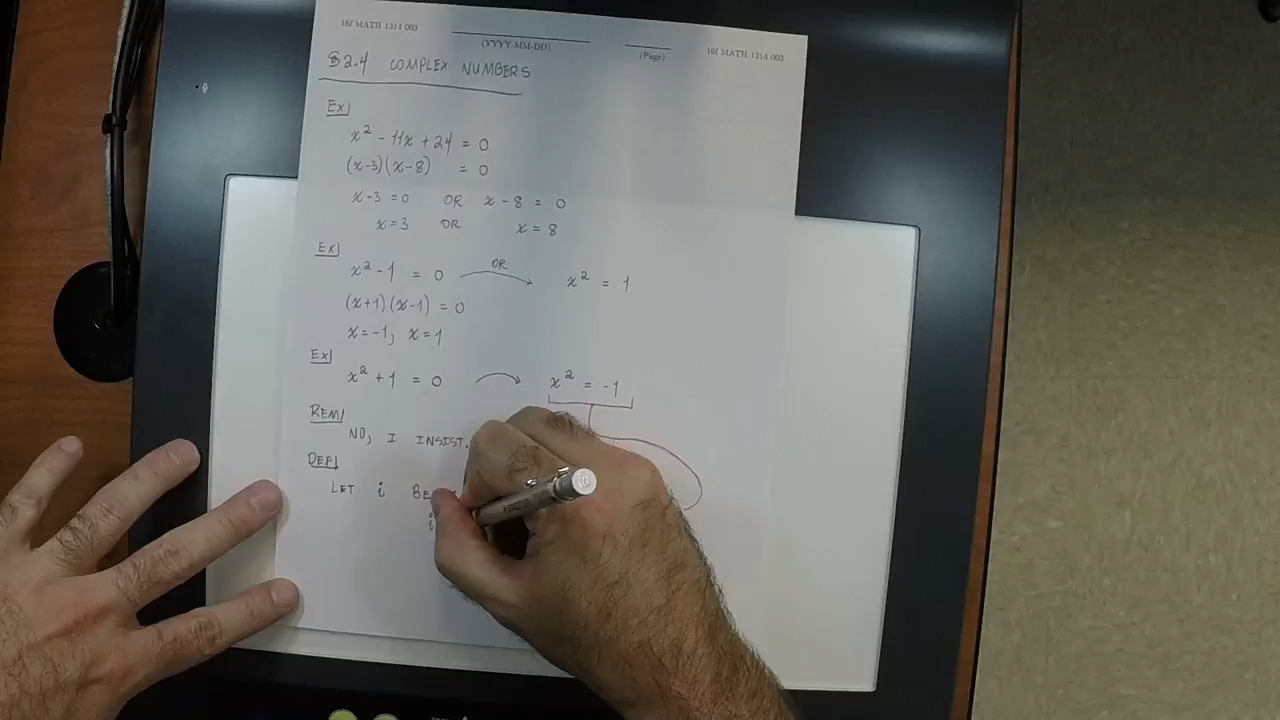 16f MATH 1314 003
(YYYY-MM-DD)
(Page)
16f MATH 1314 003
§2.4 COMPLEX NUMBERS
Ex
x² - 11x + 24 = 0
(x-3)(x-8) = 0
x-3 = 0 OR x - 8 = 0
x = 3 OR x = 8
Ex
x² - 1 = 0 OR x² = 1
(x+1)(x-1) = 0
x = -1, x = 1
Ex
x² + 1 = 0 x² = -1
REM
NO, I INSIST.
DEF
LET i BE
i